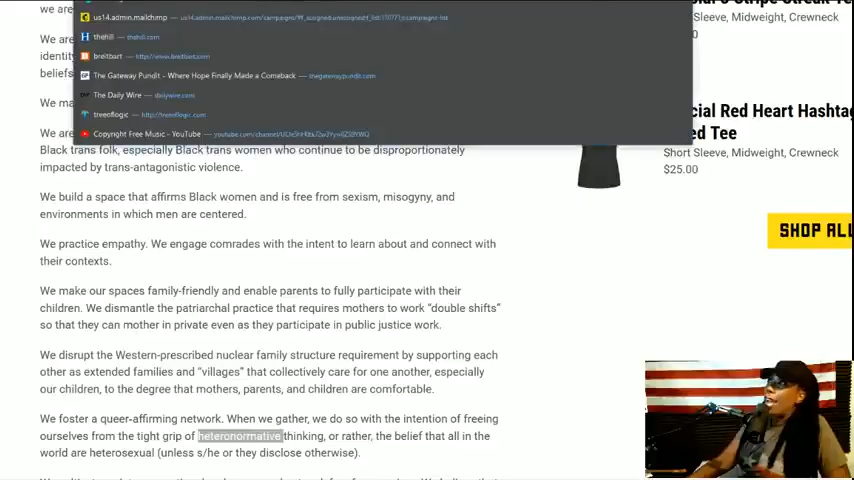 we are
us14.admin.mailchimp
thehill — thehill.com
breitbart — http://www.breitbart.com
The Gateway Pundit - Where Hope Finally Made a Comeback — thegatewaypundit.com
The Daily Wire — dailywire.com
treeoflogic — http://treeoflogic.com
Copyright Free Music - YouTube
Sleeve, Midweight, Crewneck
We are
identity
beliefs
We ma
We are
Black trans folk, especially Black trans women who continue to be disproportionately
impacted by trans-antagonistic violence.
cial Red Heart Hashtag
ed Tee
Short Sleeve, Midweight, Crewneck
$25.00
We build a space that affirms Black women and is free from sexism, misogyny, and
environments in which men are centered.
SHOP ALL
We practice empathy. We engage comrades with the intent to learn about and connect with
their contexts.
We make our spaces family-friendly and enable parents to fully participate with their
children. We dismantle the patriarchal practice that requires mothers to work “double shifts”
so that they can mother in private even as they participate in public justice work.
We disrupt the Western-prescribed nuclear family structure requirement by supporting each
other as extended families and “villages” that collectively care for one another, especially
our children, to the degree that mothers, parents, and children are comfortable.
We foster a queer-affirming network. When we gather, we do so with the intention of freeing
ourselves from the tight grip of heteronormative thinking, or rather, the belief that all in the
world are heterosexual (unless s/he or they disclose otherwise).